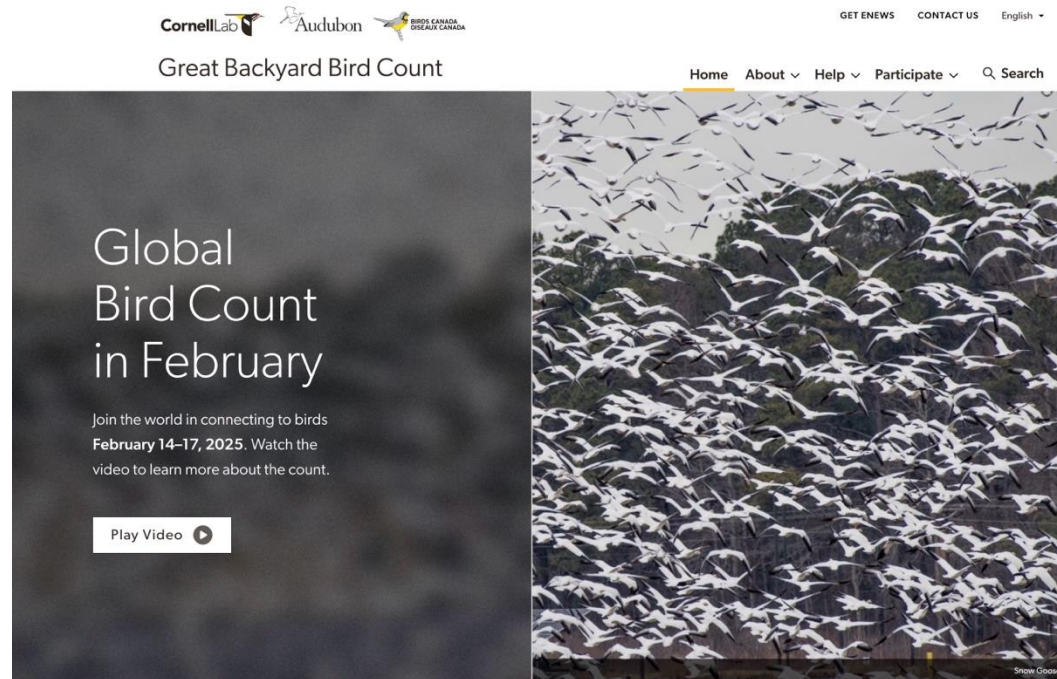 CornellLab
Audubon
BIRDS CANADA
OISEAUX CANADA
GET ENEWS CONTACT US English
Great Backyard Bird Count
Home About Help Participate Search
Global
Bird Count
in February
Join the world in connecting to birds
February 14–17, 2025. Watch the
video to learn more about the count.
Play Video
Snow Goos